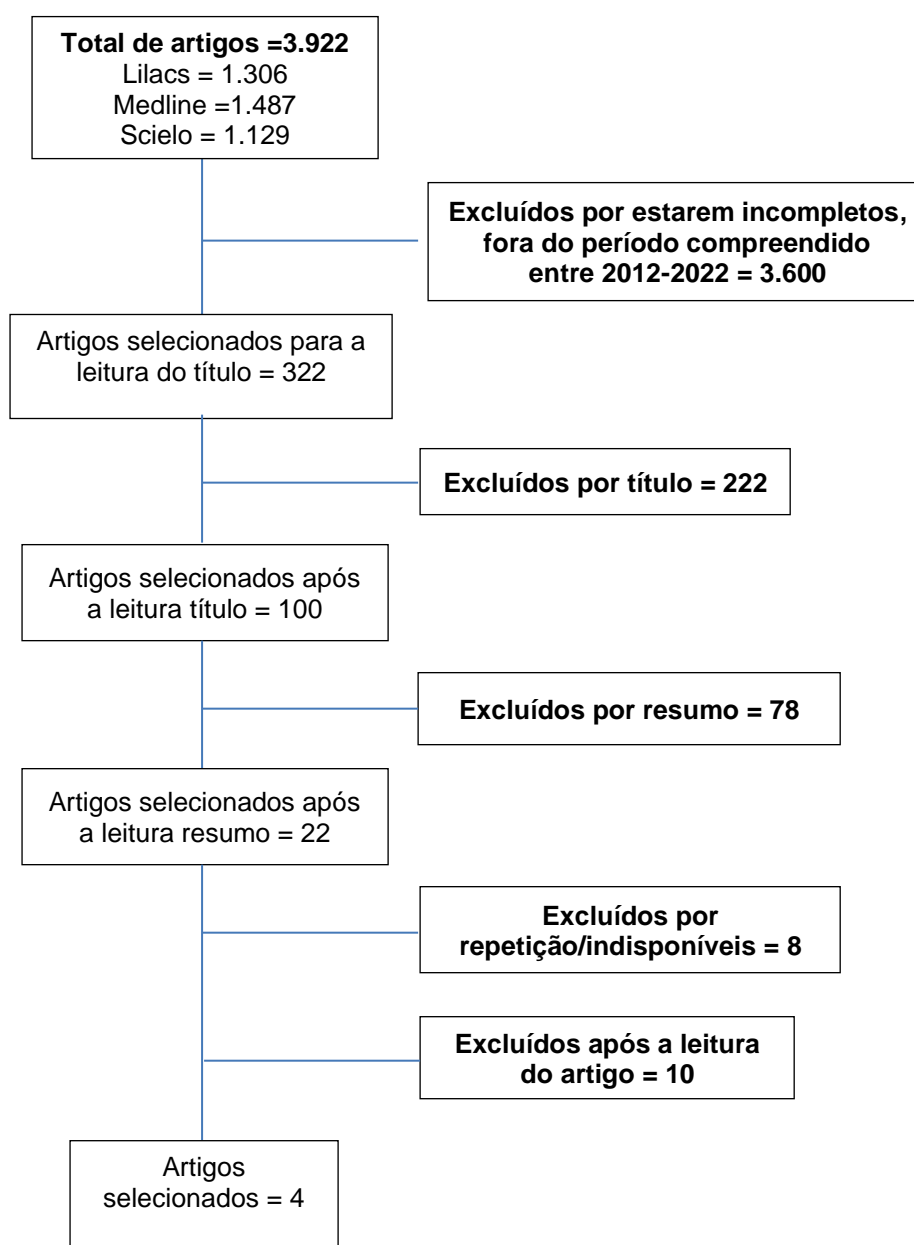 Total de artigos =3.922
Lilacs = 1.306
Medline =1.487
Scielo = 1.129
Excluídos por estarem incompletos,
fora do período compreendido
entre 2012-2022 = 3.600
Artigos selecionados para a
leitura do título = 322
Excluídos por título = 222
Artigos selecionados após
a leitura título = 100
Excluídos por resumo = 78
Artigos selecionados após
a leitura resumo = 22
Excluídos por
repetição/indisponíveis = 8
Excluídos após a leitura
do artigo = 10
Artigos
selecionados = 4